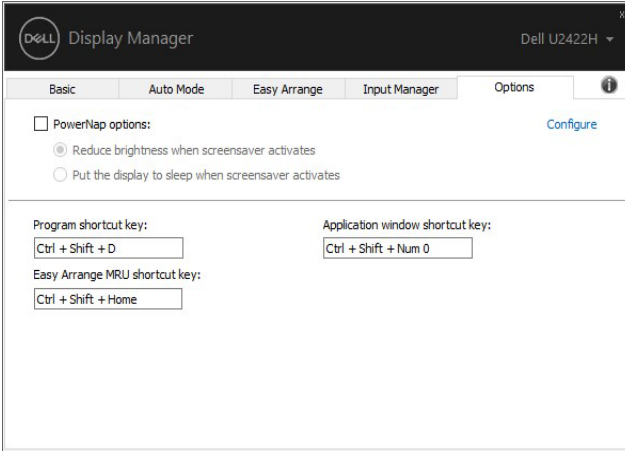 x
DELL Display Manager Dell U2422H
Basic Auto Mode Easy Arrange Input Manager Options i
PowerNap options: Configure
Reduce brightness when screensaver activates
Put the display to sleep when screensaver activates
Program shortcut key: Application window shortcut key:
Ctrl + Shift + D Ctrl + Shift + Num 0
Easy Arrange MRU shortcut key:
Ctrl + Shift + Home